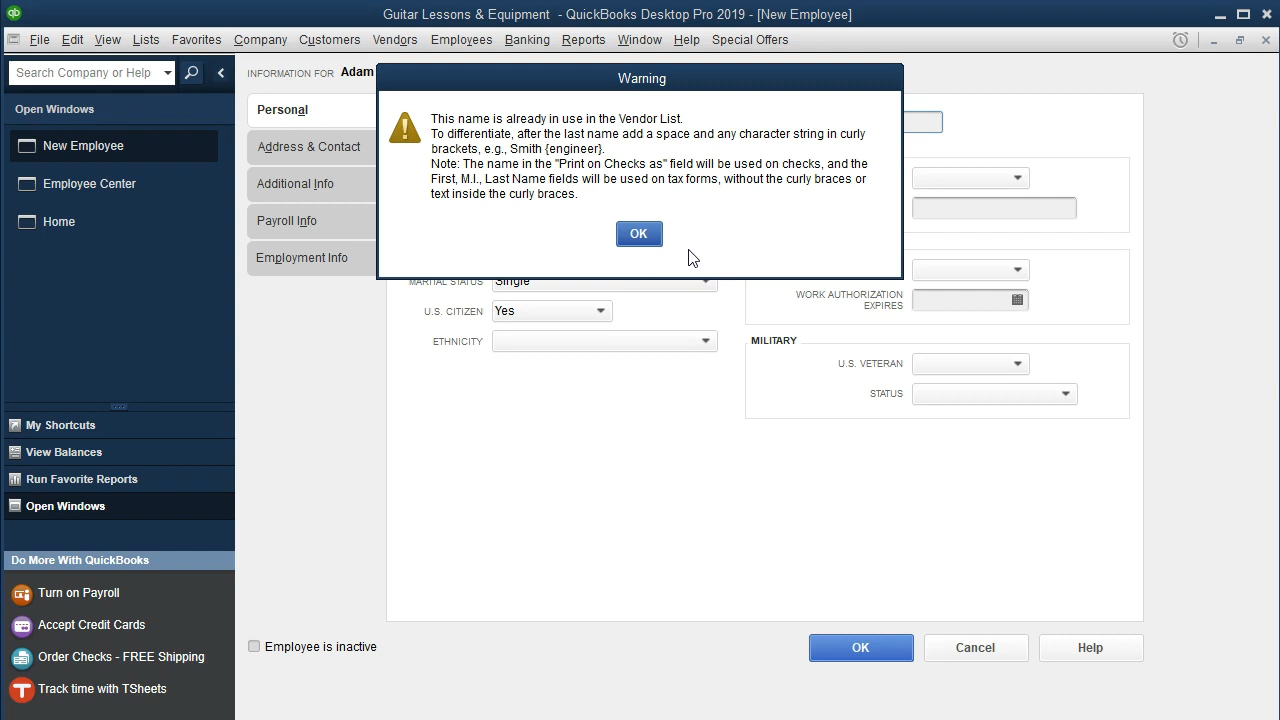 Guitar Lessons & Equipment - QuickBooks Desktop Pro 2019 - [New Employee]
File Edit View Lists Favorites Company Customers Vendors Employees Banking Reports Window Help Special Offers
Search Company or Help
Open Windows
New Employee
Employee Center
Home
My Shortcuts
View Balances
Run Favorite Reports
Open Windows
Do More With QuickBooks
Turn on Payroll
Accept Credit Cards
Order Checks - FREE Shipping
Track time with TSheets
INFORMATION FOR Adam
Personal
Address & Contact
Additional Info
Payroll Info
Employment Info
Warning
This name is already in use in the Vendor List.
To differentiate, after the last name add a space and any character string in curly
brackets, e.g., Smith {engineer}.
Note: The name in the "Print on Checks as" field will be used on checks, and the
First, M.I., Last Name fields will be used on tax forms, without the curly braces or
text inside the curly braces.
OK
MARITAL STATUS Single
U.S. CITIZEN Yes
ETHNICITY
WORK AUTHORIZATION
EXPIRES
MILITARY
U.S. VETERAN
STATUS
Employee is inactive
OK
Cancel
Help